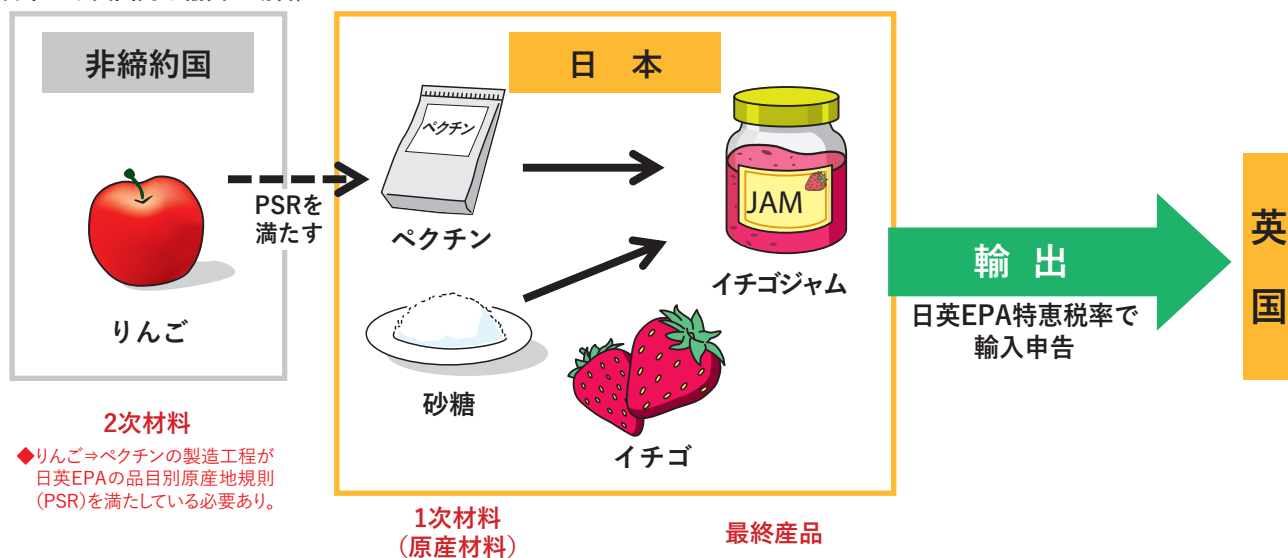 非締約国
日 本
ペクチン
PSRを
満たす
JAM
ペクチン
りんご
砂糖
イチゴ
イチゴジャム
輸 出
日英EPA特恵税率で
輸入申告
英
国
2次材料
◆りんご⇒ペクチンの製造工程が
日英EPAの品目別原産地規則
(PSR)を満たしている必要あり。
1次材料
(原産材料)
最終産品